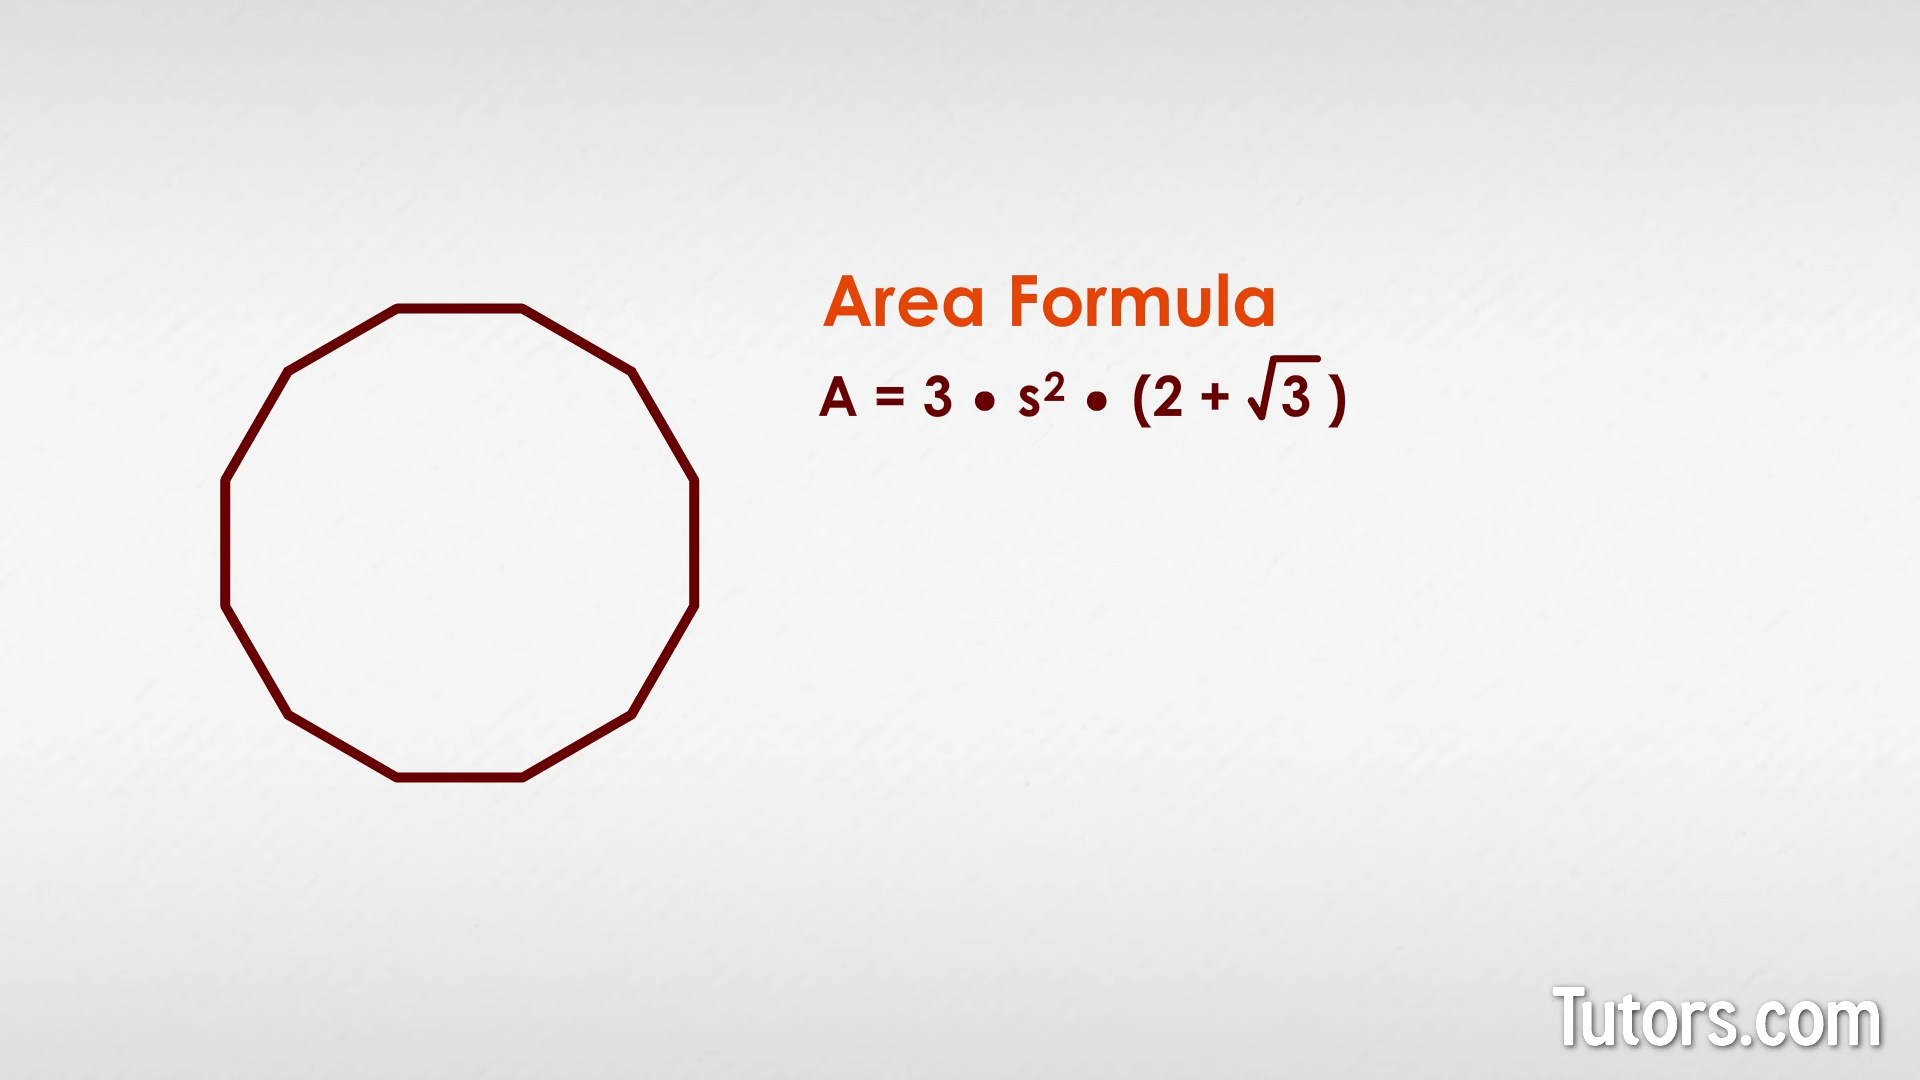 Area Formula
A = 3 • s² • (2 + √3 )
Tutors.com